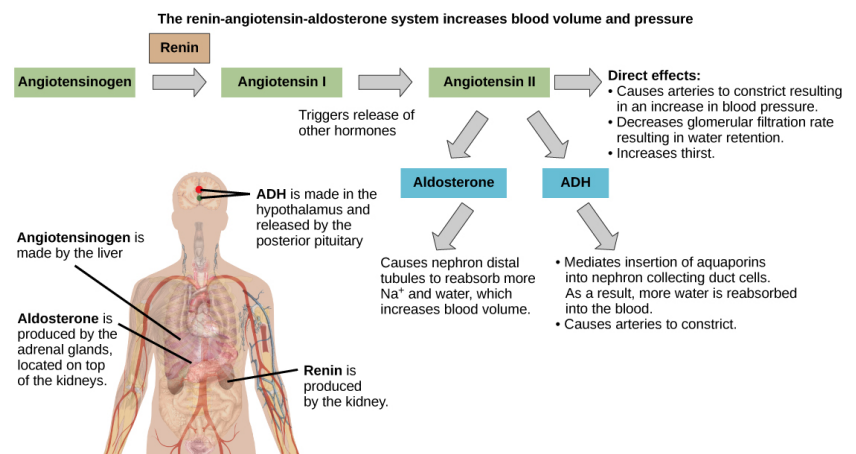 The renin-angiotensin-aldosterone system increases blood volume and pressure
Renin
Angiotensinogen
Angiotensin I
Angiotensin II
Direct effects:
• Causes arteries to constrict resulting
in an increase in blood pressure.
• Decreases glomerular filtration rate
resulting in water retention.
• Increases thirst.
Triggers release of
other hormones
Aldosterone
ADH
ADH is made in the
hypothalamus and
released by the
posterior pituitary
Angiotensinogen is
made by the liver
Causes nephron distal
tubules to reabsorb more
Na⁺ and water, which
increases blood volume.
• Mediates insertion of aquaporins
into nephron collecting duct cells.
As a result, more water is reabsorbed
into the blood.
• Causes arteries to constrict.
Aldosterone is
produced by the
adrenal glands,
located on top
of the kidneys.
Renin is
produced
by the kidney.